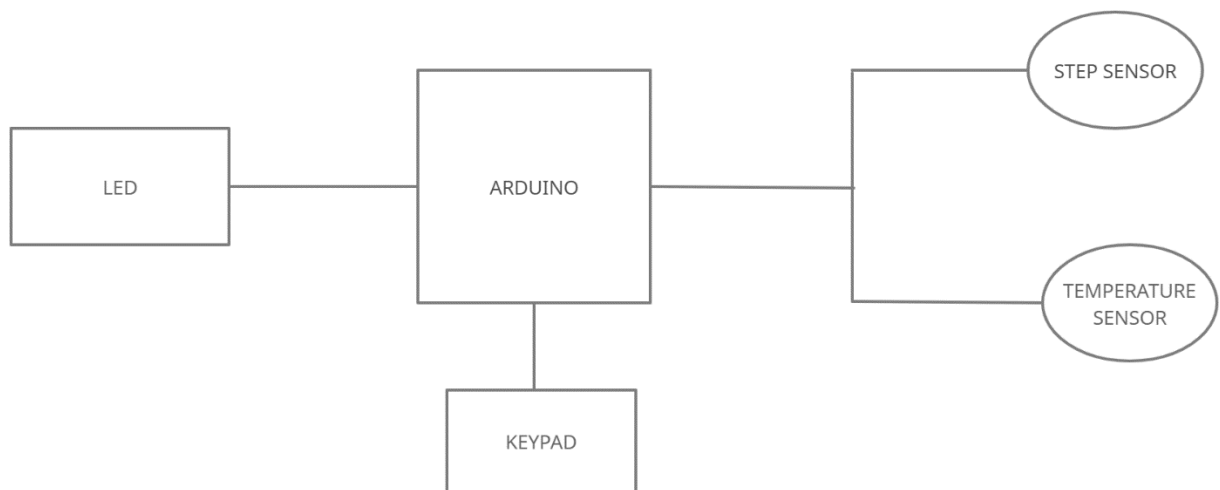 STEP SENSOR
LED
ARDUINO
TEMPERATURE
SENSOR
KEYPAD